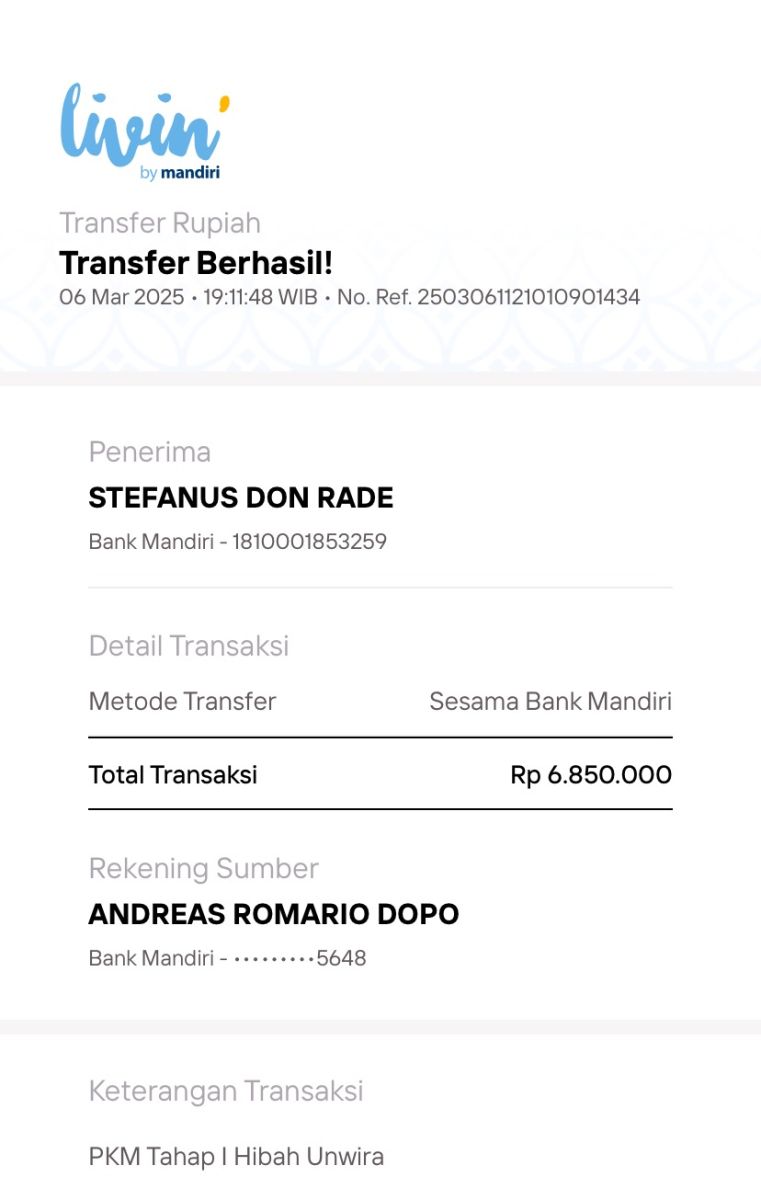 livin'
by mandiri
Transfer Rupiah
Transfer Berhasil!
06 Mar 2025 • 19:11:48 WIB • No. Ref. 2503061121010901434
Penerima
STEFANUS DON RADE
Bank Mandiri - 1810001853259
Detail Transaksi
Metode Transfer Sesama Bank Mandiri
Total Transaksi Rp 6.850.000
Rekening Sumber
ANDREAS ROMARIO DOPO
Bank Mandiri - •••••••••5648
Keterangan Transaksi
PKM Tahap I Hibah Unwira